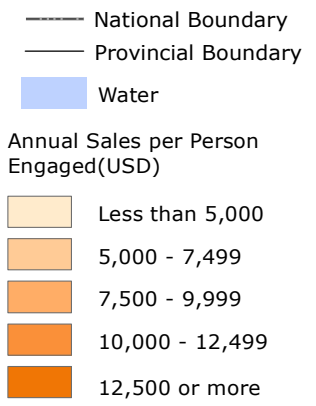 National Boundary
Provincial Boundary
Water
Annual Sales per Person
Engaged(USD)
Less than 5,000
5,000 - 7,499
7,500 - 9,999
10,000 - 12,499
12,500 or more